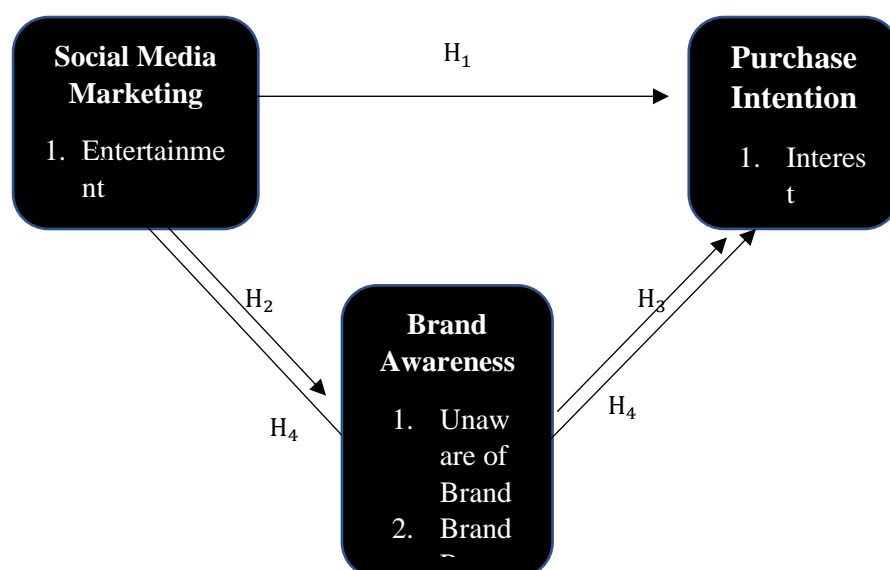 Social Media
Marketing
1. Entertainme
nt
H₁
Purchase
Intention
1. Interes
t
H₂
H₄
Brand
Awareness
1. Unaw
are of
Brand
2. Brand
H₃
H₄